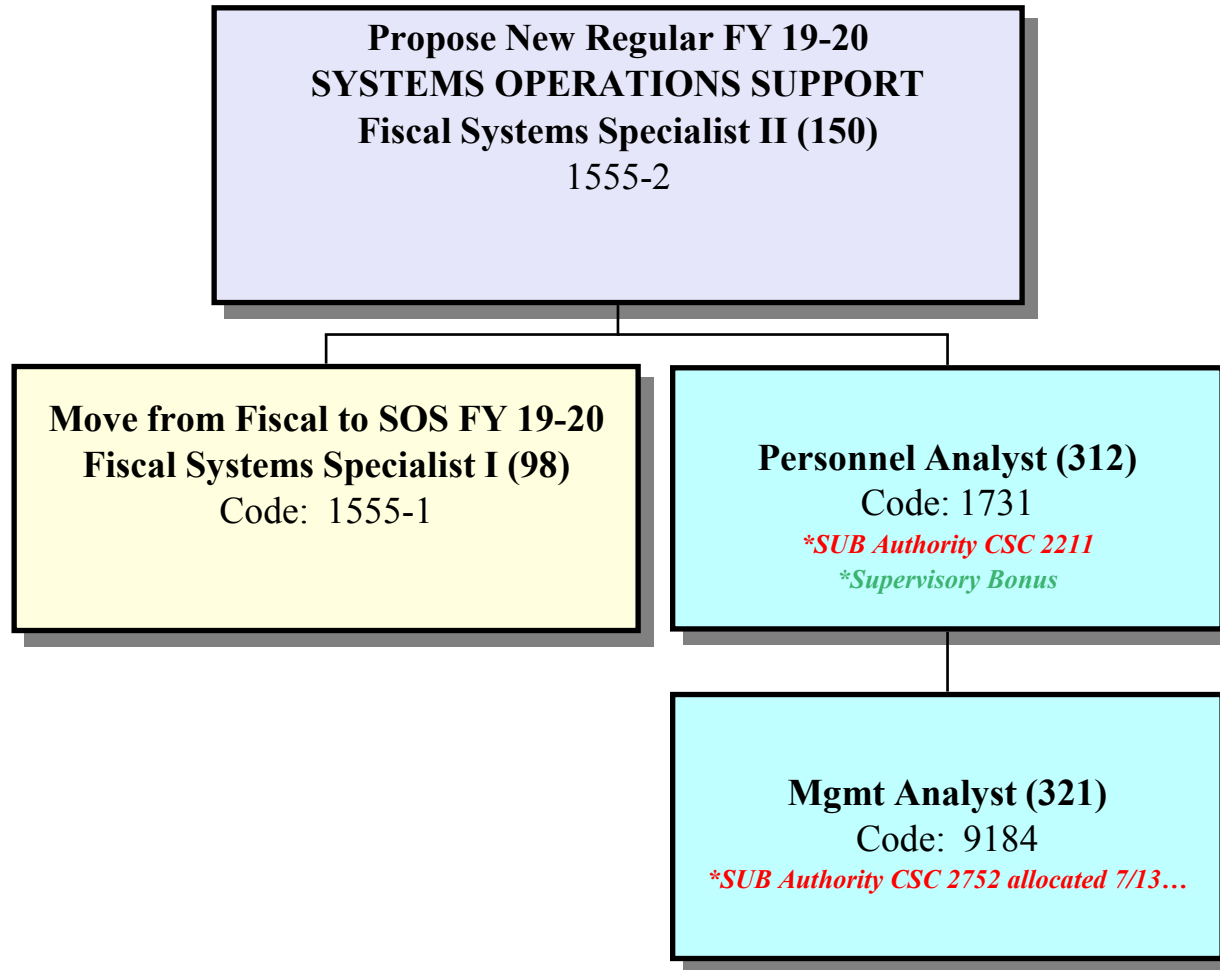 Propose New Regular FY 19-20
SYSTEMS OPERATIONS SUPPORT
Fiscal Systems Specialist II (150)
1555-2
Move from Fiscal to SOS FY 19-20
Fiscal Systems Specialist I (98)
Code:  1555-1
Personnel Analyst (312)
Code: 1731
*SUB Authority CSC 2211
*Supervisory Bonus
Mgmt Analyst (321)
Code:  9184
*SUB Authority CSC 2752 allocated 7/13…